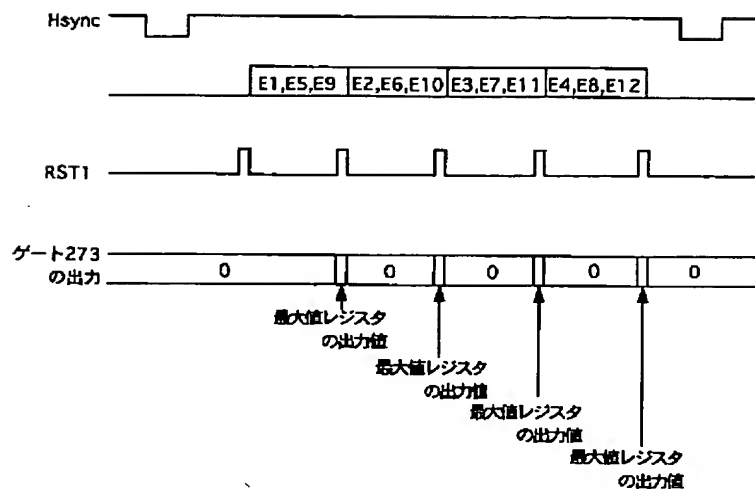 Hsync
E1,E5,E9 E2,E6,E10 E3,E7,E11 E4,E8,E12
RST1
ゲート273
の出力
0 0 0 0 0
最大値レジスタ
の出力値
最大値レジスタ
の出力値
最大値レジスタ
の出力値
最大値レジスタ
の出力値